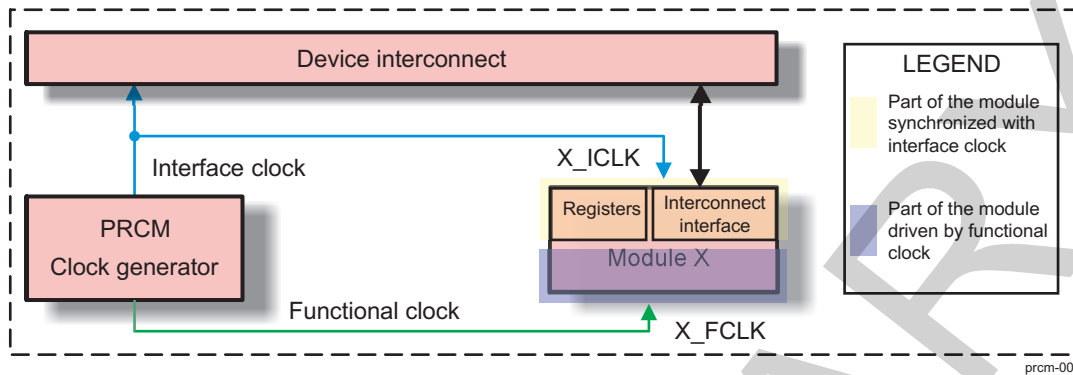 Device interconnect
LEGEND
Part of the module
synchronized with
interface clock
Part of the module
driven by functional
clock
Interface clock
X_ICLK
PRCM
Clock generator
Registers
Interconnect
interface
Module X
Functional clock
X_FCLK
prcm-00